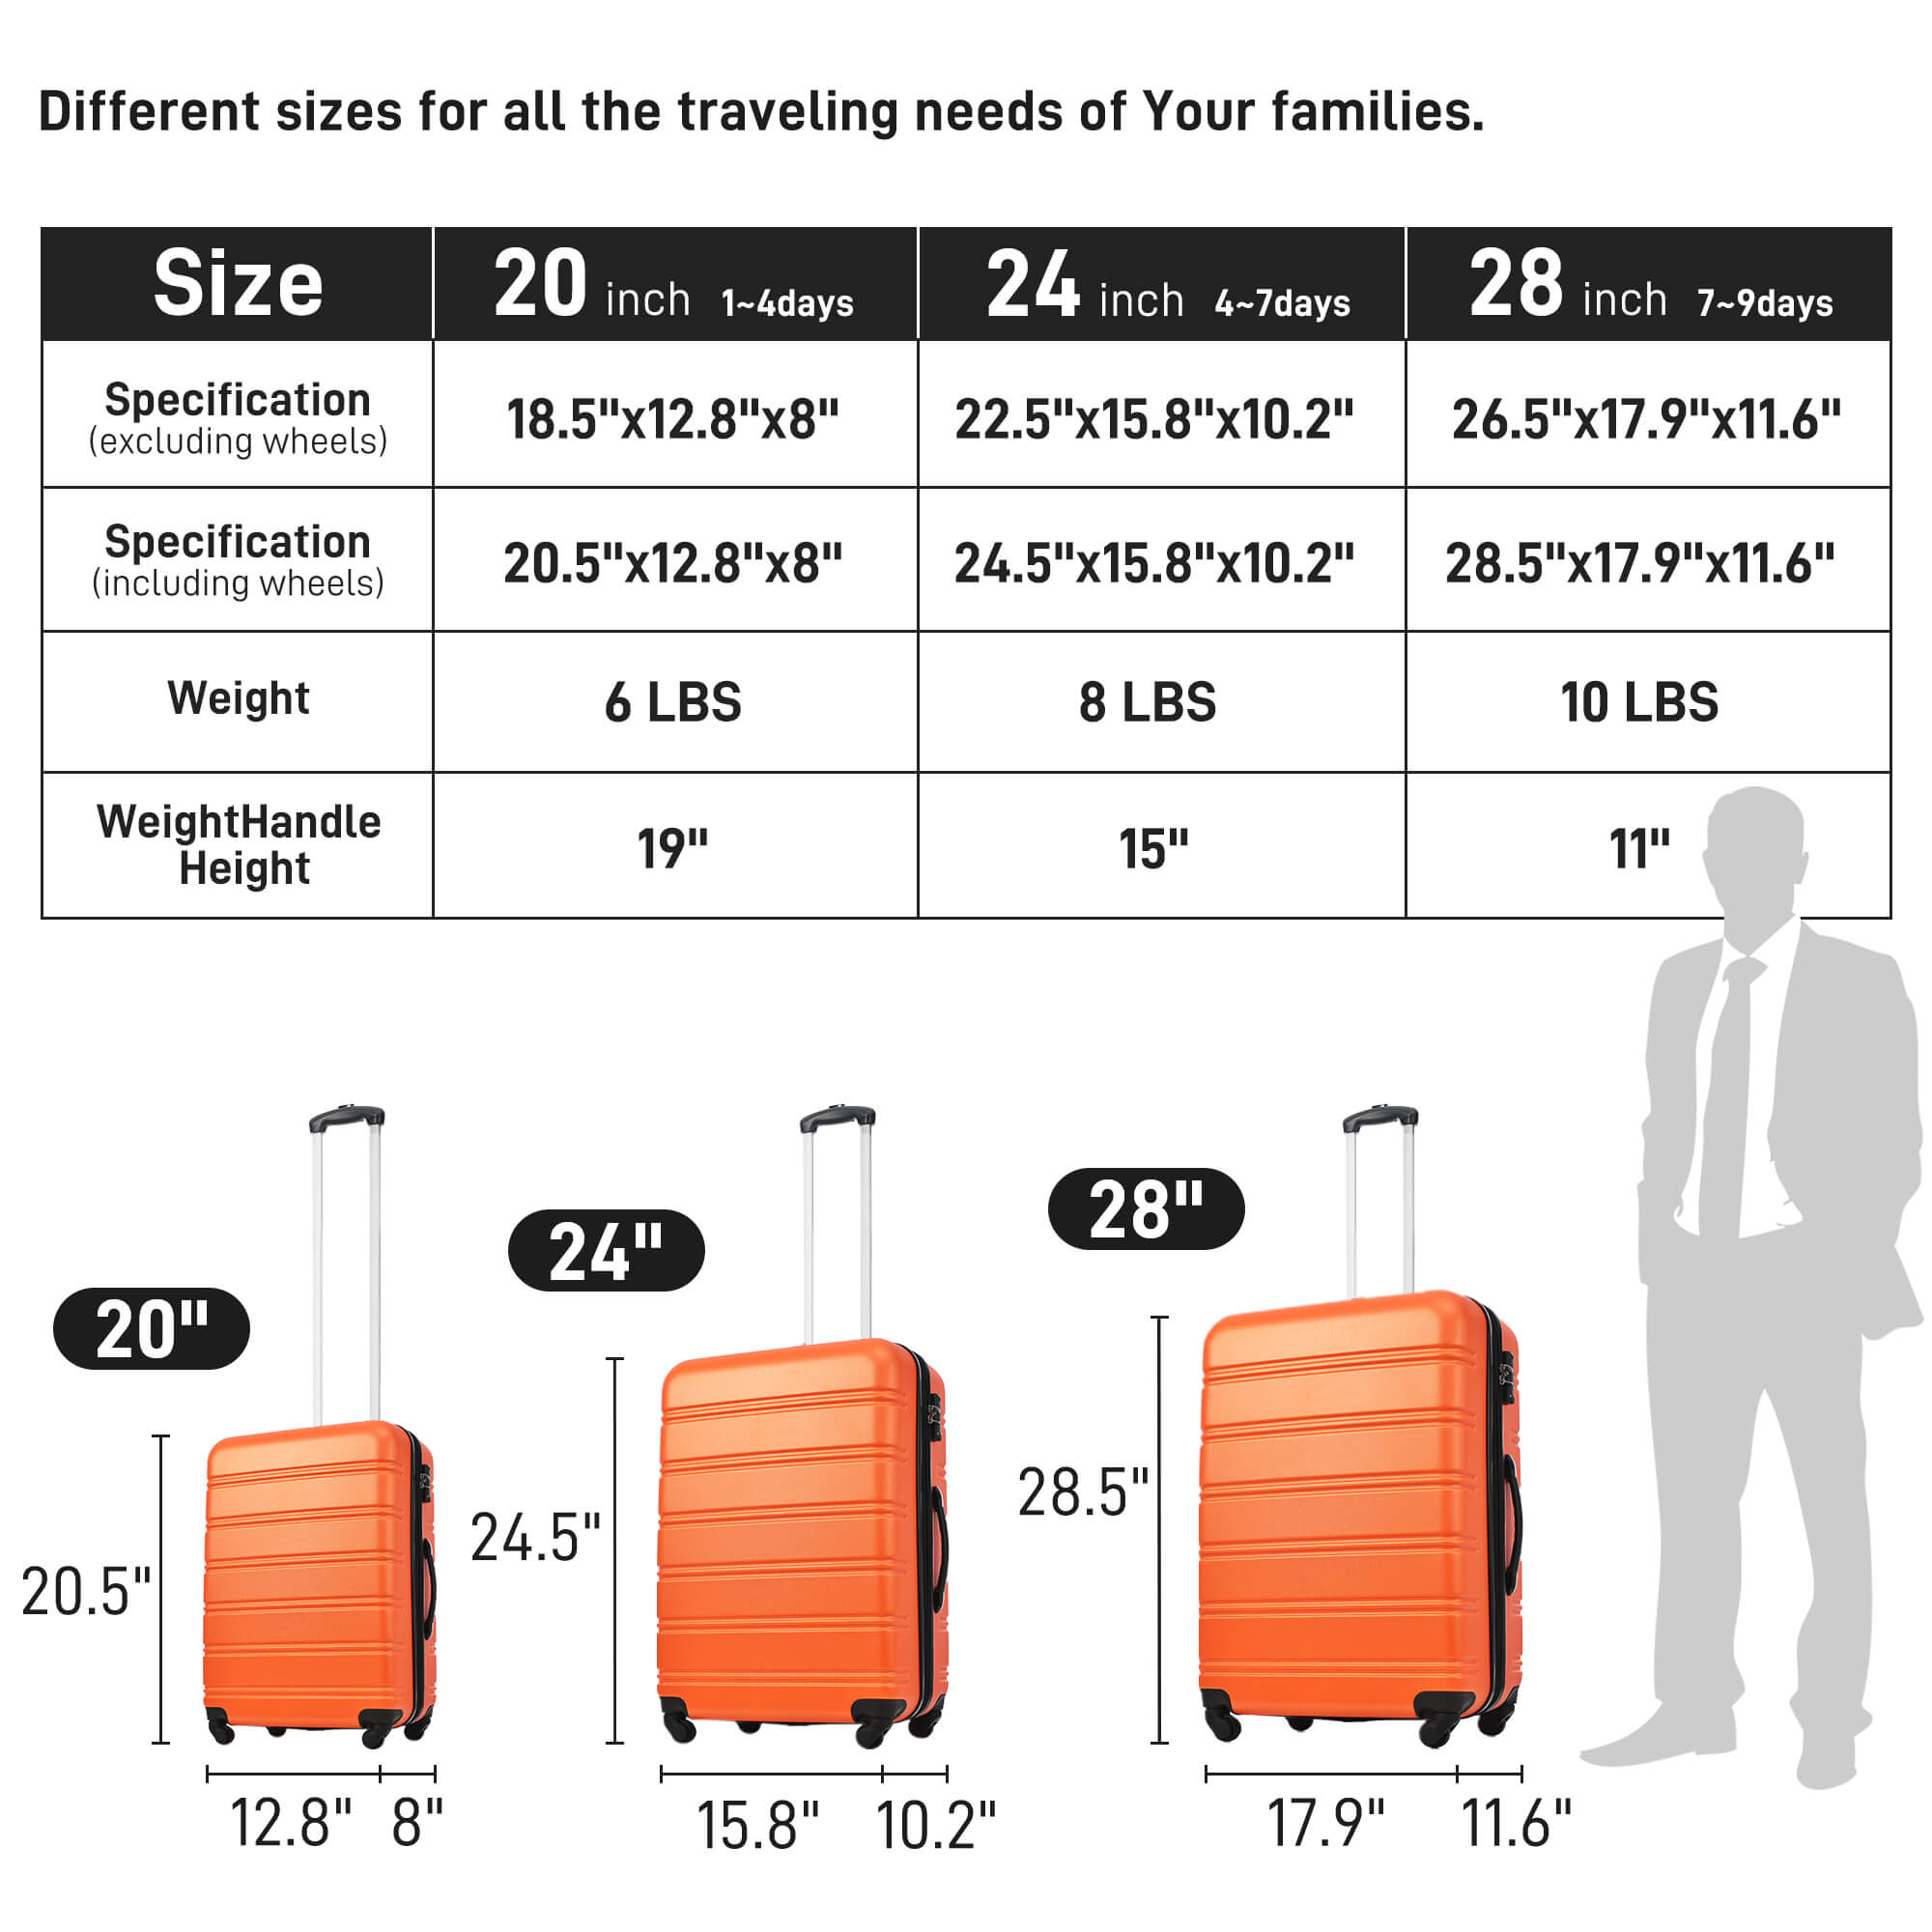 Different sizes for all the traveling needs of Your families.
Size 20 inch 1~4days 24 inch 4~7days 28 inch 7~9days
Specification
(excluding wheels)
18.5"x12.8"x8" 22.5"x15.8"x10.2" 26.5"x17.9"x11.6"
Specification
(including wheels)
20.5"x12.8"x8" 24.5"x15.8"x10.2" 28.5"x17.9"x11.6"
Weight 6 LBS 8 LBS 10 LBS
WeightHandle
Height
19" 15" 11"
20"
20.5"
12.8" 8"
24"
24.5"
15.8" 10.2"
28"
28.5"
17.9" 11.6"